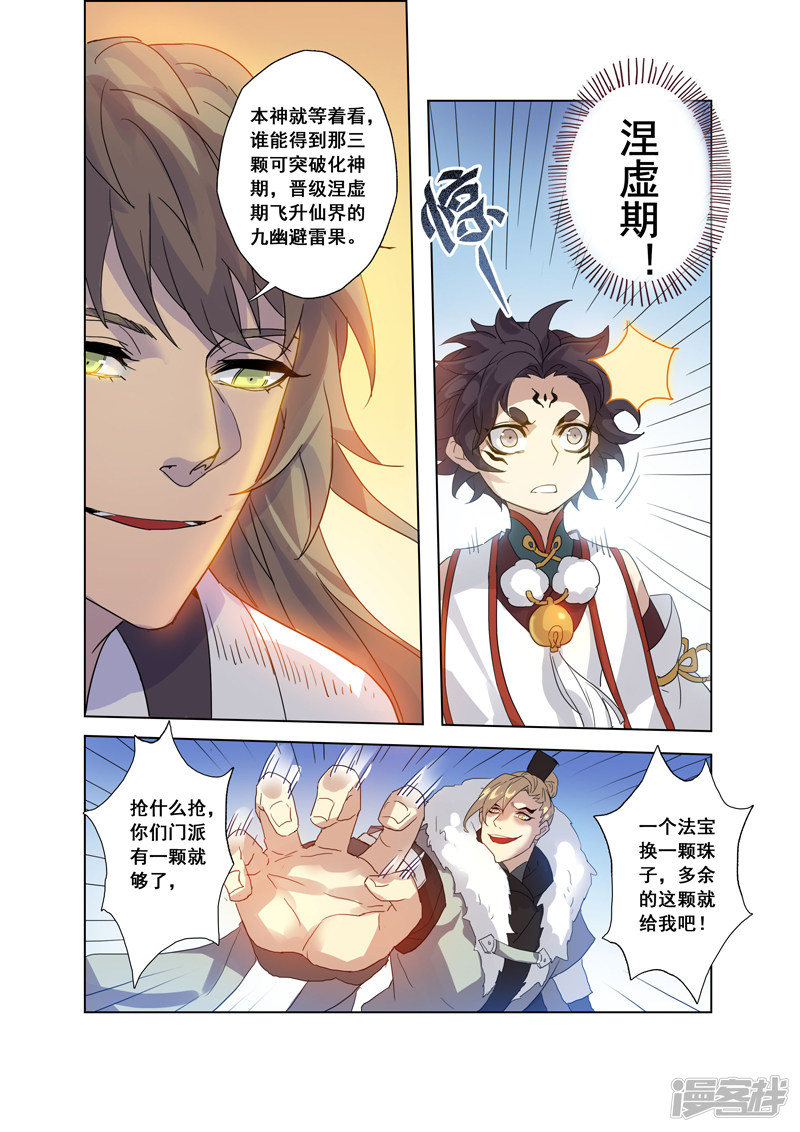 本神就等着看，
谁能得到那三
颗可突破化神
期，晋级涅虚
期飞升仙界的
九幽避雷果。
涅虚期！
惊
抢什么抢，
你们门派
有一颗就
够了，
一个法宝
换一颗珠
子，多余
的这颗就
给我吧！
漫客栈